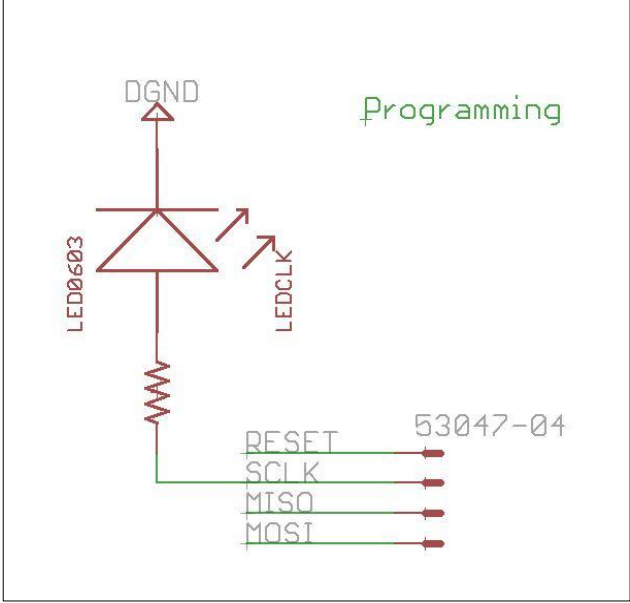 DGND
Programming
LED0603
LEDCLK
53047-04
RESET
SCLK
MISO
MOSI